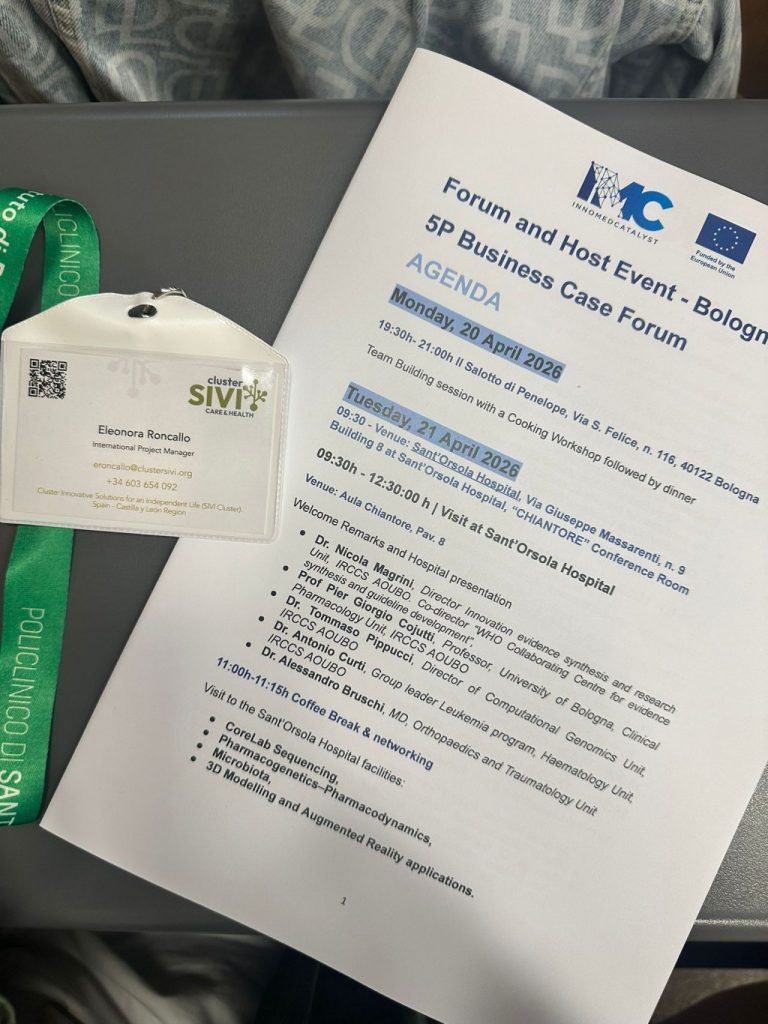 tuto di R
ICLINICO
POLICLINICO DI SANT
cluster
SIVI
CARE & HEALTH
Eleonora Roncallo
International Project Manager
eroncallo@clustersivi.org
+34 603 654 092
Cluster Innovative Solutions for an Independent Life (SIVI Cluster).
Spain - Castilla y León Region
IMC
INNOMEDCATALYST
Funded by the
European Union
Forum and Host Event - Bologn
5P Business Case Forum
AGENDA
Monday, 20 April 2026
19:30h- 21:00h Il Salotto di Penelope, Via S. Felice, n. 116, 40122 Bologna
Team Building session with a Cooking Workshop followed by dinner
Tuesday, 21 April 2026
09:30 - Venue: Sant'Orsola Hospital, Via Giuseppe Massarenti, n. 9
Building 8 at Sant'Orsola Hospital, "CHIANTORE" Conference Room
09:30h - 12:30:00 h | Visit at Sant'Orsola Hospital
Venue: Aula Chiantore, Pav. 8
Welcome Remarks and Hospital presentation
• Dr. Nicola Magrini, Director Innovation evidence synthesis and research
Unit, IRCCS AOUBO. Co-director "WHO Collaborating Centre for evidence
synthesis and guideline development"
• Prof Pier Giorgio Cojutti, Professor, University of Bologna, Clinical
Pharmacology Unit, IRCCS AOUBO
• Dr. Tommaso Pippucci, Director of Computational Genomics Unit,
IRCCS AOUBO
• Dr. Antonio Curti, Group leader Leukemia program, Haematology Unit,
IRCCS AOUBO
• Dr. Alessandro Bruschi, MD, Orthopaedics and Traumatology Unit
11:00h-11:15h Coffee Break & networking
Visit to the Sant'Orsola Hospital facilities:
• CoreLab Sequencing,
• Pharmacogenetics–Pharmacodynamics,
• Microbiota,
• 3D Modelling and Augmented Reality applications.
1